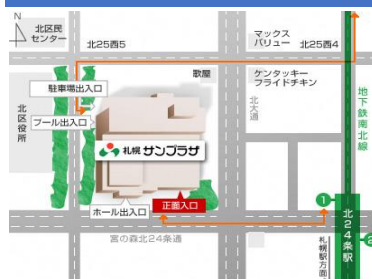 N
北区民
センター
北25西5
マックス
バリュー
北25西4
歌屋
ケンタッキー
フライドチキン
駐車場出入口
プール出入口
北区役所
札幌 サンプラザ
北大通
地下鉄南北線
ホール出入口
正面入口
宮の森北24条通
1
北24条駅
2
札幌駅方面